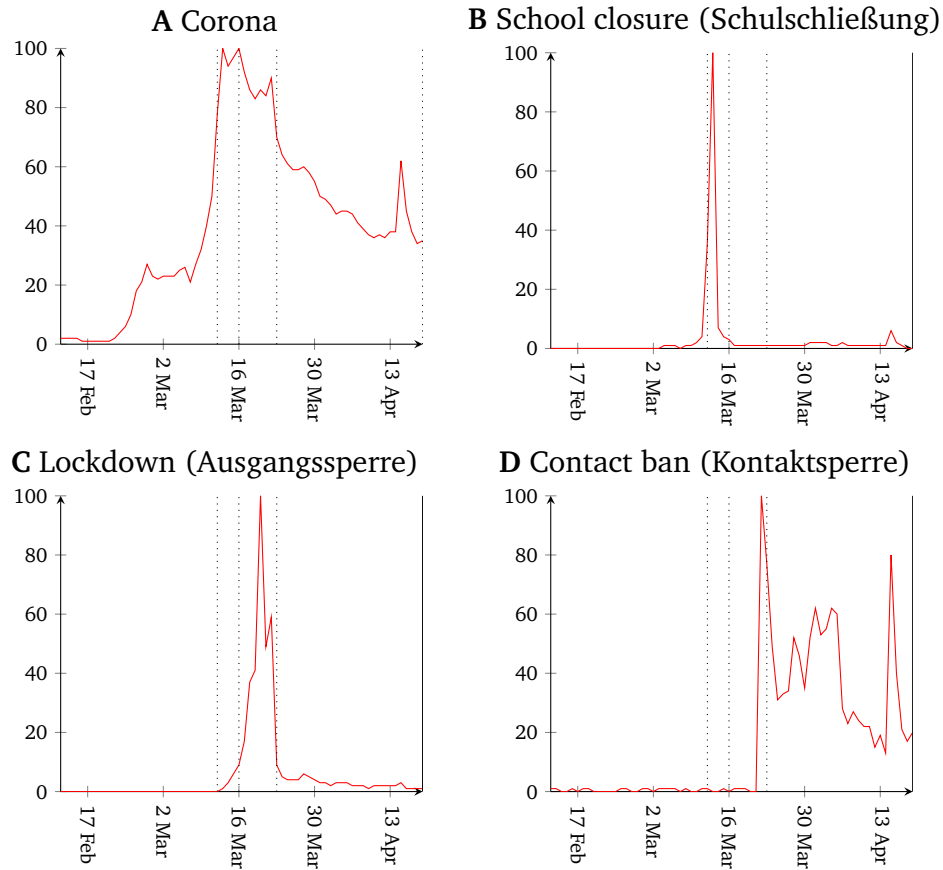 A Corona
100
80
60
40
20
0
17 Feb
2 Mar
16 Mar
30 Mar
13 Apr
B School closure (Schulschließung)
100
80
60
40
20
0
17 Feb
2 Mar
16 Mar
30 Mar
13 Apr
C Lockdown (Ausgangssperre)
100
80
60
40
20
0
17 Feb
2 Mar
16 Mar
30 Mar
13 Apr
D Contact ban (Kontaktsperre)
100
80
60
40
20
0
17 Feb
2 Mar
16 Mar
30 Mar
13 Apr